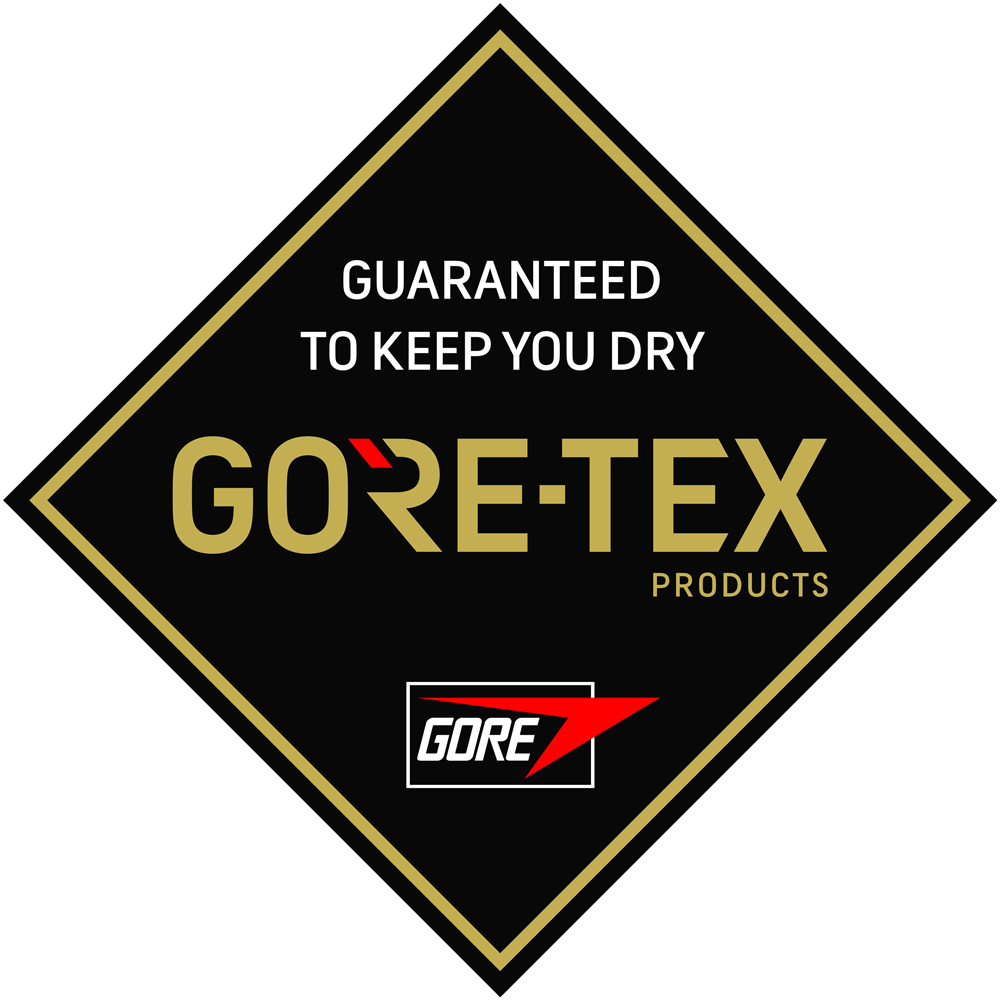 GUARANTEED
TO KEEP YOU DRY
GORE-TEX
PRODUCTS
GORE